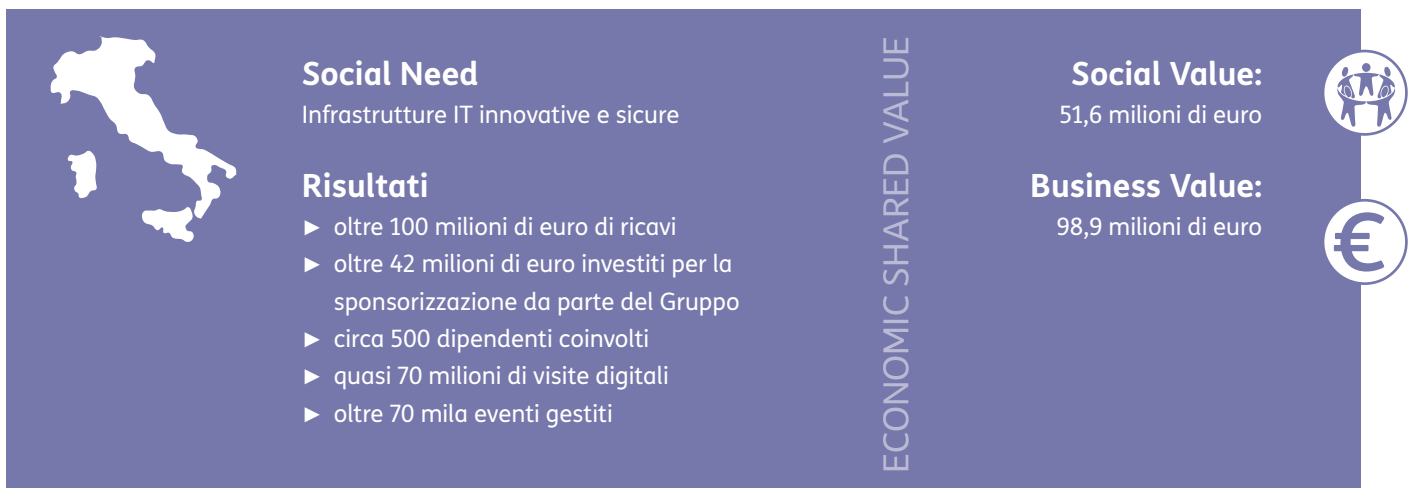 Social Need
Infrastrutture IT innovative e sicure
Risultati
► oltre 100 milioni di euro di ricavi
► oltre 42 milioni di euro investiti per la
sponsorizzazione da parte del Gruppo
► circa 500 dipendenti coinvolti
► quasi 70 milioni di visite digitali
► oltre 70 mila eventi gestiti
ECONOMIC SHARED VALUE
Social Value:
51,6 milioni di euro
Business Value:
98,9 milioni di euro
€